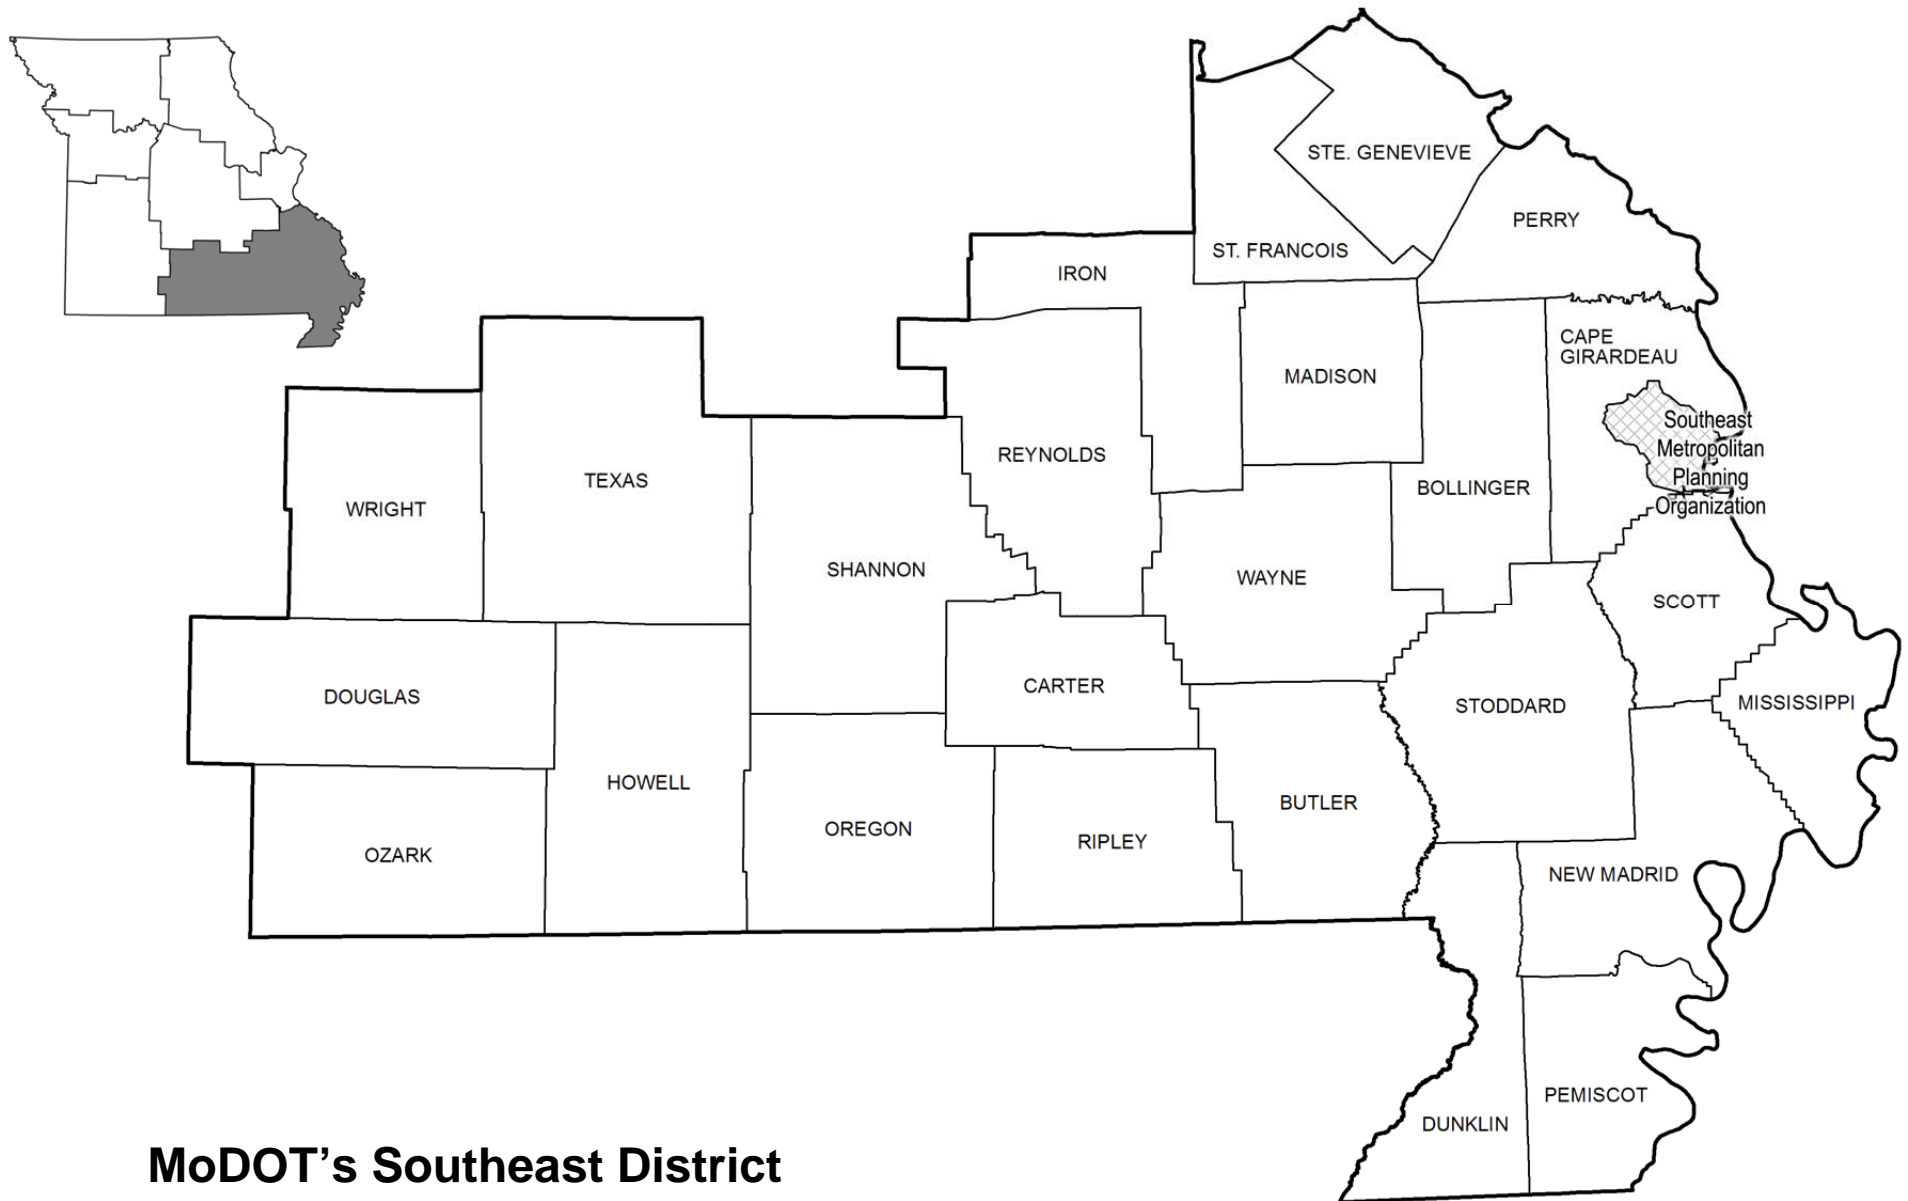 STE. GENEVIEVE
PERRY
ST. FRANCOIS
IRON
CAPE
GIRARDEAU
MADISON
Southeast
Metropolitan
Planning
Organization
REYNOLDS
TEXAS
BOLLINGER
WRIGHT
SHANNON
WAYNE
SCOTT
CARTER
DOUGLAS
MISSISSIPPI
STODDARD
HOWELL
BUTLER
OREGON
RIPLEY
OZARK
NEW MADRID
PEMISCOT
DUNKLIN
MoDOT’s Southeast District